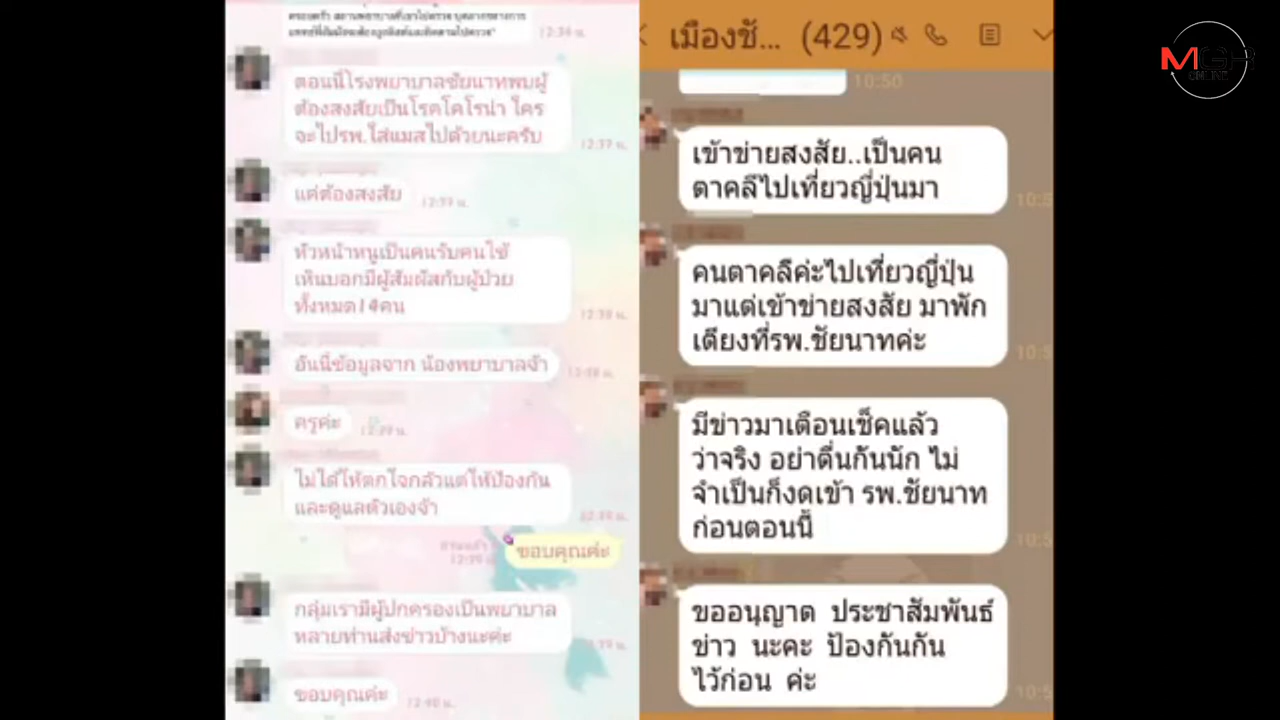 ตอนนี้โรงพยาบาลชัยนาทพบผู้
ต้องสงสัยเป็นโรคโคโรน่า ใคร
จะไปรพ.ใส่แมสไปด้วยนะครับ
12:37 น.
แค่ต้องสงสัย
12:39 น.
หัวหน้าหนูเป็นคนรับคนไข้
เห็นบอกมีผู้สัมผัสกับผู้ป่วย
ทั้งหมด14คน
12:39 น.
อันนี้ข้อมูลจาก น้องพยาบาลจ้า
ครูค่ะ
12:39 น.
ไม่ได้ให้ตกใจกลัวแต่ให้ป้องกัน
และดูแลตัวเองจ้า
ขอบคุณค่ะ
12:39 น.
กลุ่มเรามีผู้ปกครองเป็นพยาบาล
หลายท่านส่งข่าวบ้างนะค่ะ
ขอบคุณค่ะ
12:40 น.
เมืองชั... (429)
10:50
เข้าข่ายสงสัย..เป็นคน
ตาคลีไปเที่ยวญี่ปุ่นมา
คนตาคลีค่ะไปเที่ยวญี่ปุ่น
มาแต่เข้าข่ายสงสัย มาพัก
เตียงที่รพ.ชัยนาทค่ะ
มีข่าวมาเตือนเช็คแล้ว
ว่าจริง อย่าตื่นกันนัก ไม่
จำเป็นก็งดเข้า รพ.ชัยนาท
ก่อนตอนนี้
ขออนุญาต ประชาสัมพันธ์
ข่าว นะคะ ป้องกันกัน
ไว้ก่อน ค่ะ
MGR
ONLINE